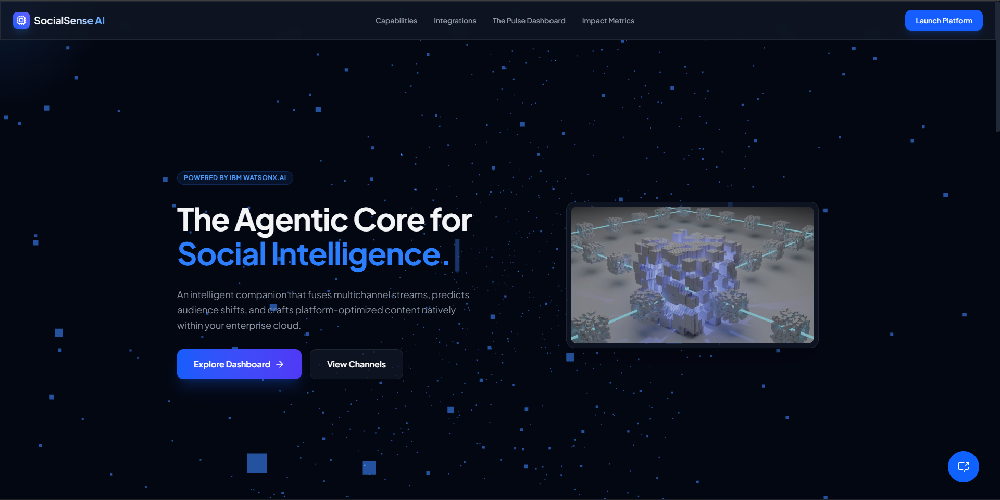 SocialSense AI
Capabilities
Integrations
The Pulse Dashboard
Impact Metrics
Launch Platform
POWERED BY IBM WATSONX.AI
The Agentic Core for
Social Intelligence.
An intelligent companion that fuses multichannel streams, predicts
audience shifts, and crafts platform-optimized content natively
within your enterprise cloud.
Explore Dashboard →
View Channels